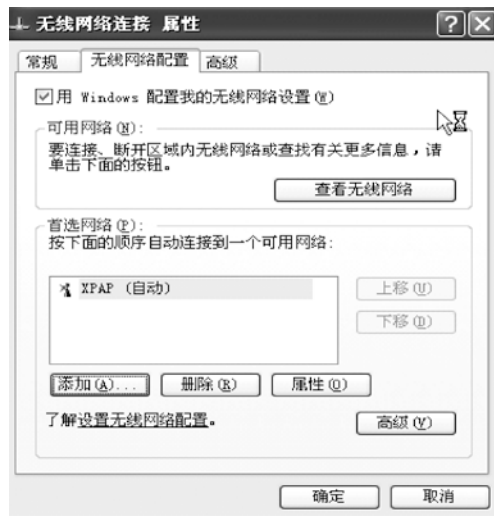 无线网络连接 属性
常规 无线网络配置 高级
用 Windows 配置我的无线网络设置(W)
可用网络(N):
要连接、断开区域内无线网络或查找有关更多信息，请
单击下面的按钮。
查看无线网络
首选网络(P):
按下面的顺序自动连接到一个可用网络:
XPAP (自动)
上移(U)
下移(D)
添加(A)... 删除(R) 属性(O)
了解设置无线网络配置。
高级(V)
确定 取消